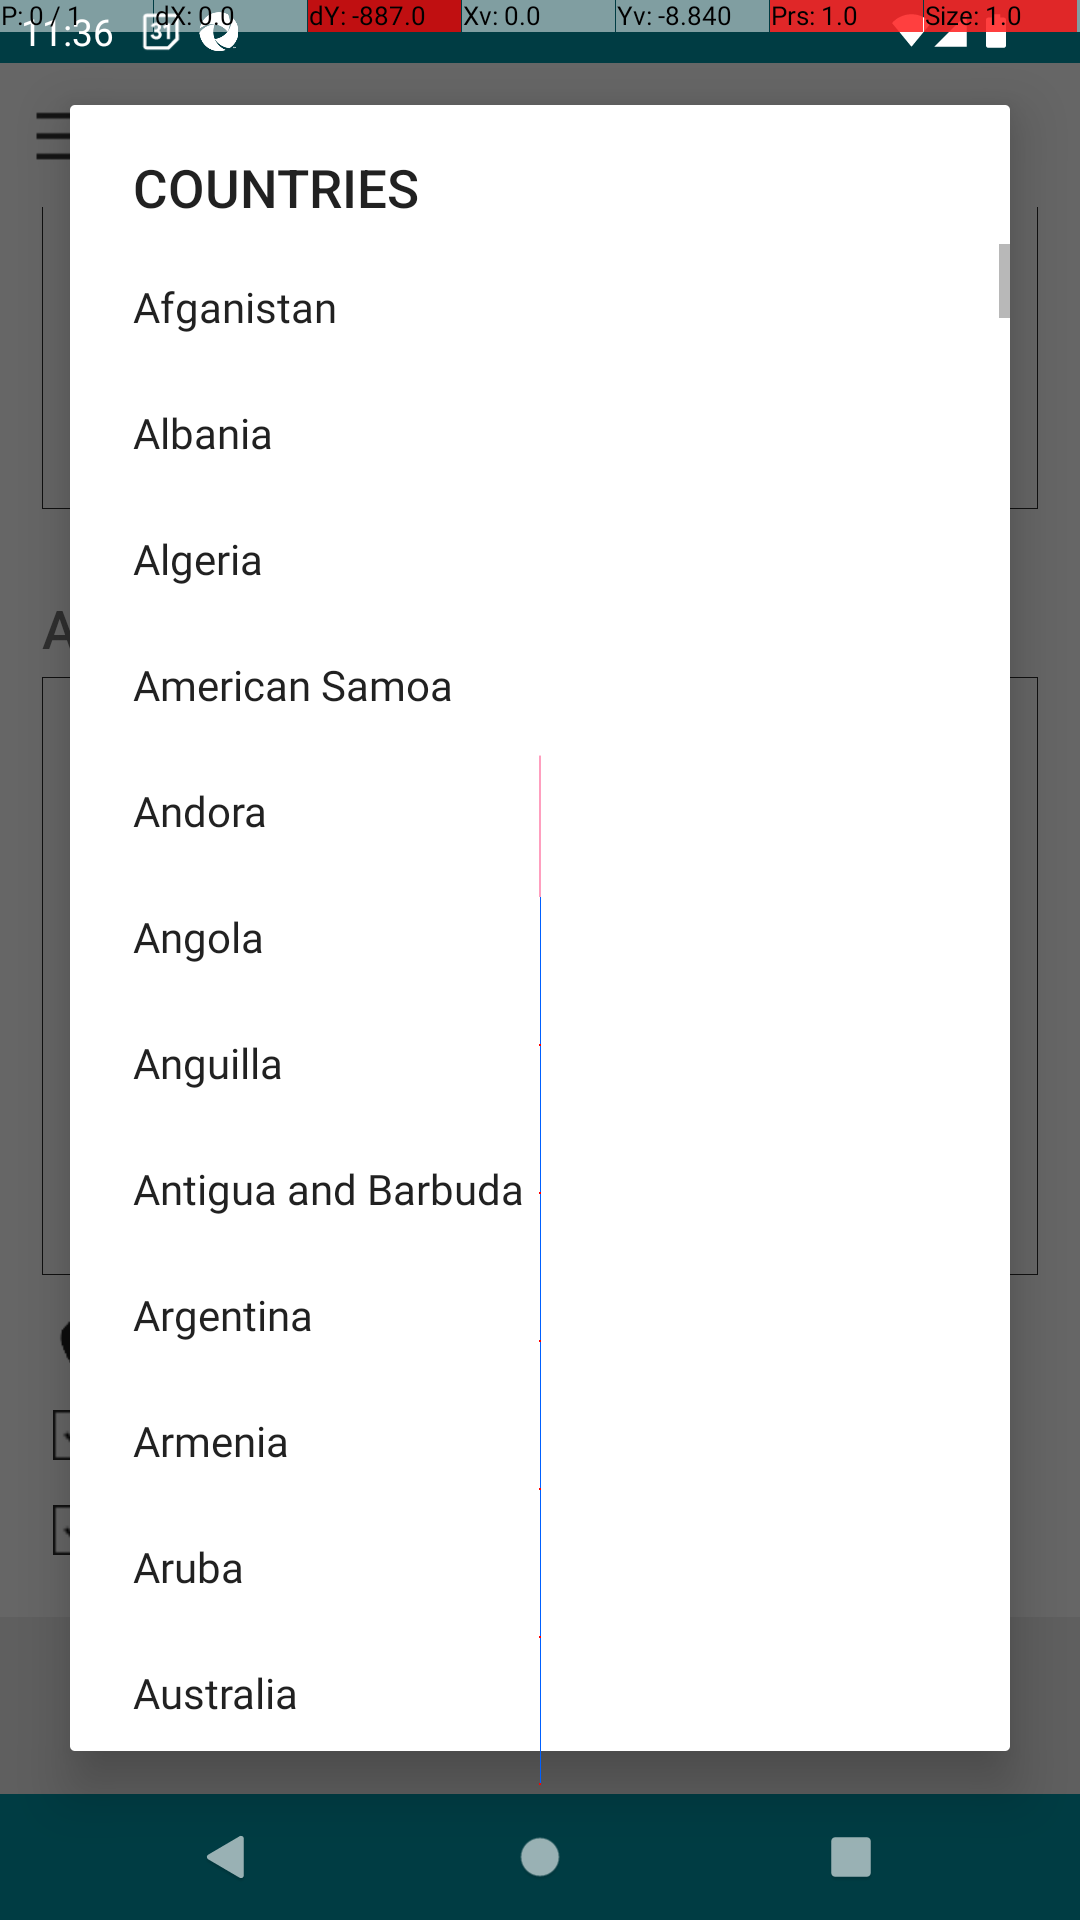 P: 0 / 1 dX: 0.0 dY: -887.0 Xv: 0.0 Yv: -8.840 Prs: 1.0 Size: 1.0
11:36 31
COUNTRIES
Afganistan
Albania
Algeria
A
American Samoa
Andora
Angola
Anguilla
Antigua and Barbuda
Argentina
Armenia
Aruba
Australia